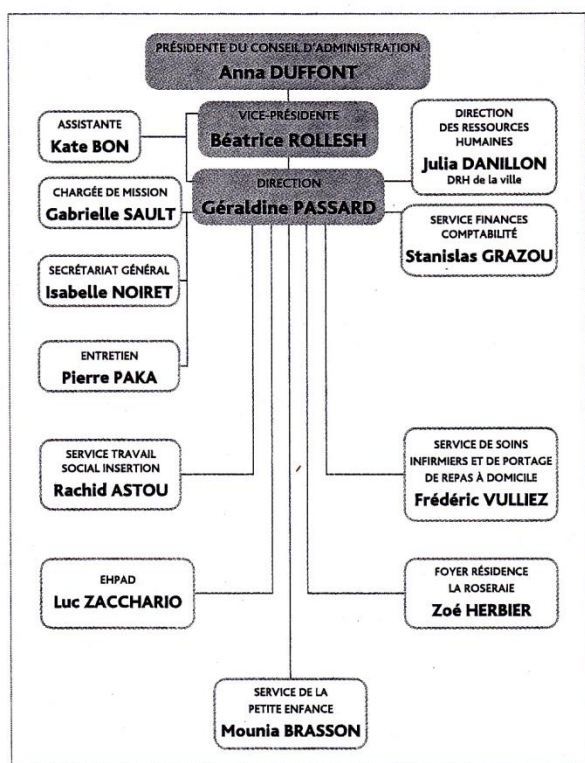 PRÉSIDENTE DU CONSEIL D'ADMINISTRATION
Anna DUFFONT
VICE-PRÉSIDENTE
Béatrice ROLLESH
ASSISTANTE
Kate BON
DIRECTION
DES RESSOURCES
HUMAINES
Julia DANILLON
DRH de la ville
DIRECTION
Géraldine PASSARD
CHARGÉE DE MISSION
Gabrielle SAULT
SERVICE FINANCES
COMPTABILITÉ
Stanislas GRAZOU
SECRÉTARIAT GÉNÉRAL
Isabelle NOIRET
ENTRETIEN
Pierre PAKA
SERVICE TRAVAIL
SOCIAL INSERTION
Rachid ASTOU
SERVICE DE SOINS
INFIRMIERS ET DE PORTAGE
DE REPAS À DOMICILE
Frédéric VULLIEZ
EHPAD
Luc ZACCHARIO
FOYER RÉSIDENCE
LA ROSERAIE
Zoé HERBIER
SERVICE DE LA
PETITE ENFANCE
Mounia BRASSON